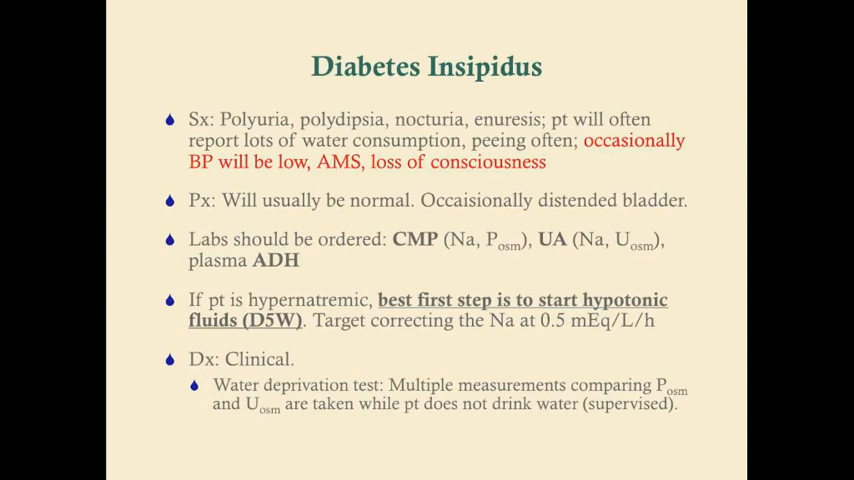 Diabetes Insipidus
Sx: Polyuria, polydipsia, nocturia, enuresis; pt will often
report lots of water consumption, peeing often; occasionally
BP will be low, AMS, loss of consciousness
Px: Will usually be normal. Occaisionally distended bladder.
Labs should be ordered: CMP (Na, Posm), UA (Na, Uosm),
plasma ADH
If pt is hypernatremic, best first step is to start hypotonic
fluids (D5W). Target correcting the Na at 0.5 mEq/L/h
Dx: Clinical.
Water deprivation test: Multiple measurements comparing Posm
and Uosm are taken while pt does not drink water (supervised).